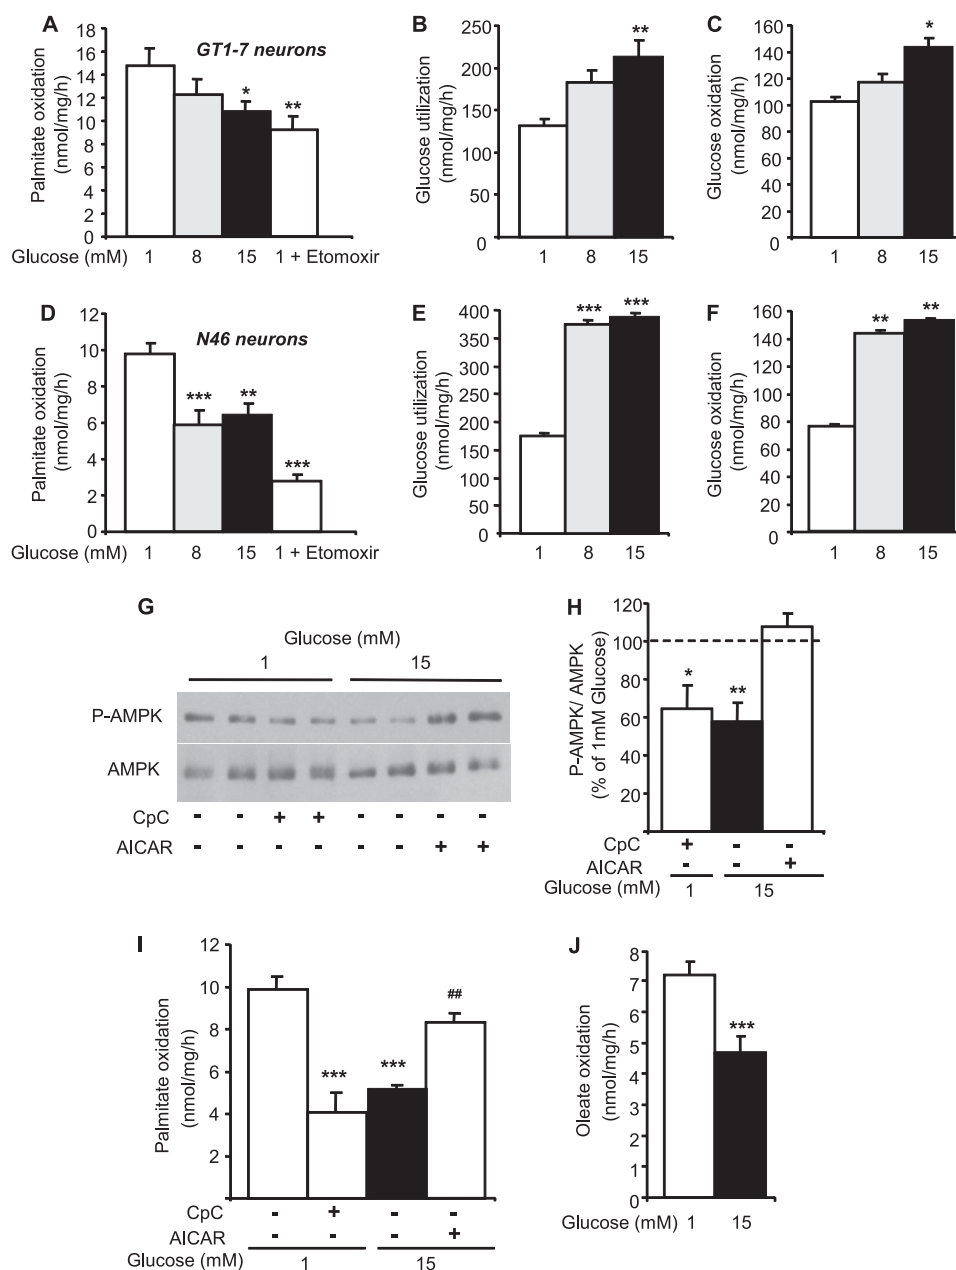 A
GT1-7 neurons
Palmitate oxidation
(nmol/mg/h)
18
16
14
12
10
8
6
4
2
0
*
**
Glucose (mM) 1 8 15 1 + Etomoxir
B
Glucose utilization
(nmol/mg/h)
250
200
150
100
50
0
**
1 8 15
C
Glucose oxidation
(nmol/mg/h)
160
140
120
100
80
60
40
20
0
*
1 8 15
D
N46 neurons
Palmitate oxidation
(nmol/mg/h)
12
10
8
6
4
2
0
***
**
***
Glucose (mM) 1 8 15 1 + Etomoxir
E
Glucose utilization
(nmol/mg/h)
400
350
300
250
200
150
100
50
0
***
***
1 8 15
F
Glucose oxidation
(nmol/mg/h)
160
140
120
100
80
60
40
20
0
**
**
1 8 15
G
Glucose (mM)
1 15
P-AMPK
AMPK
CpC - - + + - - - -
AICAR - - - - - - + +
H
P-AMPK/ AMPK
(% of 1mM Glucose)
120
100
80
60
40
20
*
**
CpC + - -
AICAR - - +
Glucose (mM) 1 15
I
Palmitate oxidation
(nmol/mg/h)
12
10
8
6
4
2
***
***
##
CpC - + - -
AICAR - - - +
Glucose (mM) 1 15
J
Oleate oxidation
(nmol/mg/h)
8
7
6
5
4
3
2
1
0
***
Glucose (mM) 1 15